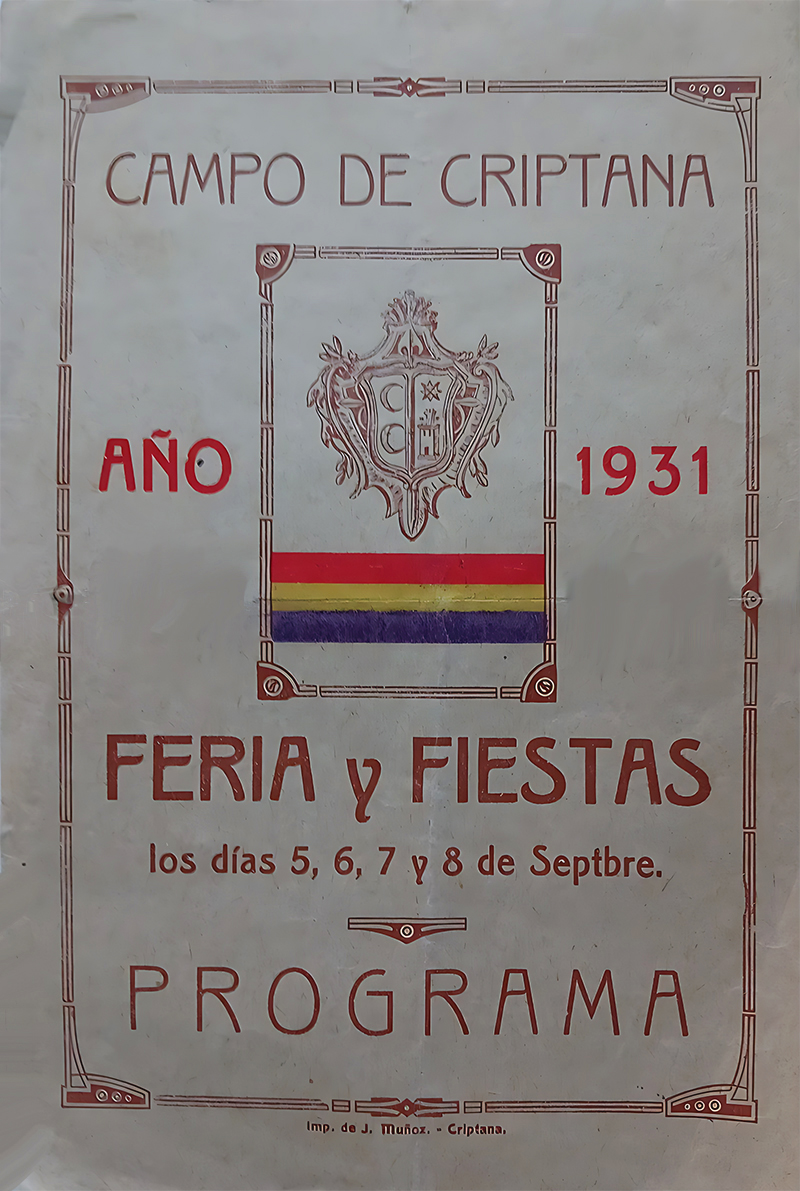 CAMPO DE CRIPTANA
AÑO 1931
FERIA y FIESTAS
los días 5, 6, 7 y 8 de Septbre.
PROGRAMA
Imp. de J. Muñoz. - Criptana.